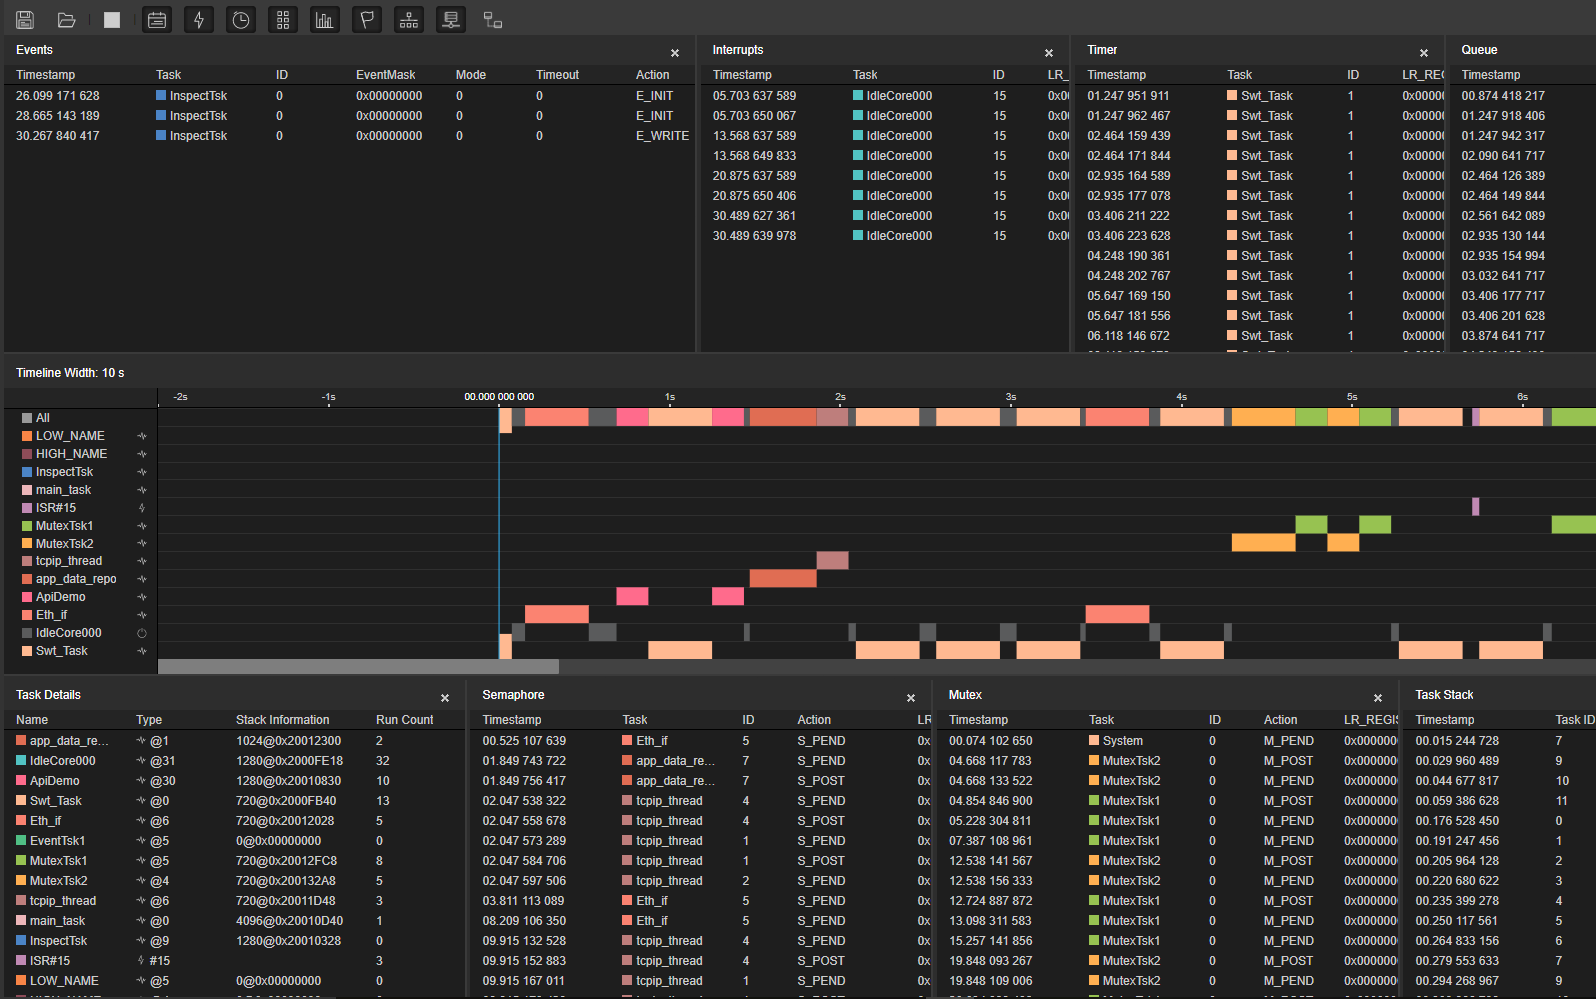 Events
Timestamp Task ID EventMask Mode Timeout Action
26.099 171 628 InspectTsk 0 0x00000000 0 0 E_INIT
28.665 143 189 InspectTsk 0 0x00000000 0 0 E_INIT
30.267 840 417 InspectTsk 0 0x00000000 0 0 E_WRITE
Interrupts
Timestamp Task ID LR_
05.703 637 589 IdleCore000 15 0x0
05.703 650 067 IdleCore000 15 0x0
13.568 637 589 IdleCore000 15 0x0
13.568 649 833 IdleCore000 15 0x0
20.875 637 589 IdleCore000 15 0x0
20.875 650 406 IdleCore000 15 0x0
30.489 627 361 IdleCore000 15 0x0
30.489 639 978 IdleCore000 15 0x0
Timer
Timestamp Task ID LR_REG
01.247 951 911 Swt_Task 1 0x0000
01.247 962 467 Swt_Task 1 0x0000
02.464 159 439 Swt_Task 1 0x0000
02.464 171 844 Swt_Task 1 0x0000
02.935 164 589 Swt_Task 1 0x0000
02.935 177 078 Swt_Task 1 0x0000
03.406 211 222 Swt_Task 1 0x0000
03.406 223 628 Swt_Task 1 0x0000
04.248 190 361 Swt_Task 1 0x0000
04.248 202 767 Swt_Task 1 0x0000
05.647 169 150 Swt_Task 1 0x0000
05.647 181 556 Swt_Task 1 0x0000
06.118 146 672 Swt_Task 1 0x0000
Queue
Timestamp
00.874 418 217
01.247 918 406
01.247 942 317
02.090 641 717
02.464 126 389
02.464 149 844
02.561 642 089
02.935 130 144
02.935 154 994
03.032 641 717
03.406 177 717
03.406 201 628
03.874 641 717
Timeline Width: 10 s
-2s -1s 00.000 000 000 1s 2s 3s 4s 5s 6s
All
LOW_NAME
HIGH_NAME
InspectTsk
main_task
ISR#15
MutexTsk1
MutexTsk2
tcpip_thread
app_data_repo
ApiDemo
Eth_if
IdleCore000
Swt_Task
Task Details
Name Type Stack Information Run Count
app_data_re... @1 1024@0x20012300 2
IdleCore000 @31 1280@0x2000FE18 32
ApiDemo @30 1280@0x20010830 10
Swt_Task @0 720@0x2000FB40 13
Eth_if @6 720@0x20012028 5
EventTsk1 @5 0@0x00000000 0
MutexTsk1 @5 720@0x20012FC8 8
MutexTsk2 @4 720@0x200132A8 5
tcpip_thread @6 720@0x20011D48 3
main_task @0 4096@0x20010D40 1
InspectTsk @9 1280@0x20010328 0
ISR#15 #15 3
LOW_NAME @5 0@0x00000000 0
Semaphore
Timestamp Task ID Action LR
00.525 107 639 Eth_if 5 S_PEND 0x
01.849 743 722 app_data_re... 7 S_PEND 0x
01.849 756 417 app_data_re... 7 S_POST 0x
02.047 538 322 tcpip_thread 4 S_PEND 0x
02.047 558 678 tcpip_thread 4 S_POST 0x
02.047 573 289 tcpip_thread 1 S_PEND 0x
02.047 584 706 tcpip_thread 1 S_POST 0x
02.047 597 506 tcpip_thread 2 S_PEND 0x
03.811 113 089 Eth_if 5 S_PEND 0x
08.209 106 350 Eth_if 5 S_PEND 0x
09.915 132 528 tcpip_thread 4 S_PEND 0x
09.915 152 883 tcpip_thread 4 S_POST 0x
09.915 167 011 tcpip_thread 1 S_PEND 0x
Mutex
Timestamp Task ID Action LR_REGIS
00.074 102 650 System 0 M_PEND 0x000000
04.668 117 783 MutexTsk2 0 M_POST 0x000000
04.668 133 522 MutexTsk2 0 M_PEND 0x000000
04.854 846 900 MutexTsk1 0 M_POST 0x000000
05.228 304 811 MutexTsk1 0 M_PEND 0x000000
07.387 108 961 MutexTsk1 0 M_PEND 0x000000
12.538 141 567 MutexTsk2 0 M_POST 0x000000
12.538 156 333 MutexTsk2 0 M_PEND 0x000000
12.724 887 872 MutexTsk1 0 M_POST 0x000000
13.098 311 583 MutexTsk1 0 M_PEND 0x000000
15.257 141 856 MutexTsk1 0 M_PEND 0x000000
19.848 093 267 MutexTsk2 0 M_POST 0x000000
19.848 109 006 MutexTsk2 0 M_PEND 0x000000
Task Stack
Timestamp Task ID
00.015 244 728 7
00.029 960 489 9
00.044 677 817 10
00.059 386 628 11
00.176 528 450 0
00.191 247 456 1
00.205 964 128 2
00.220 680 622 3
00.235 399 278 4
00.250 117 561 5
00.264 833 156 6
00.279 553 633 7
00.294 268 967 9